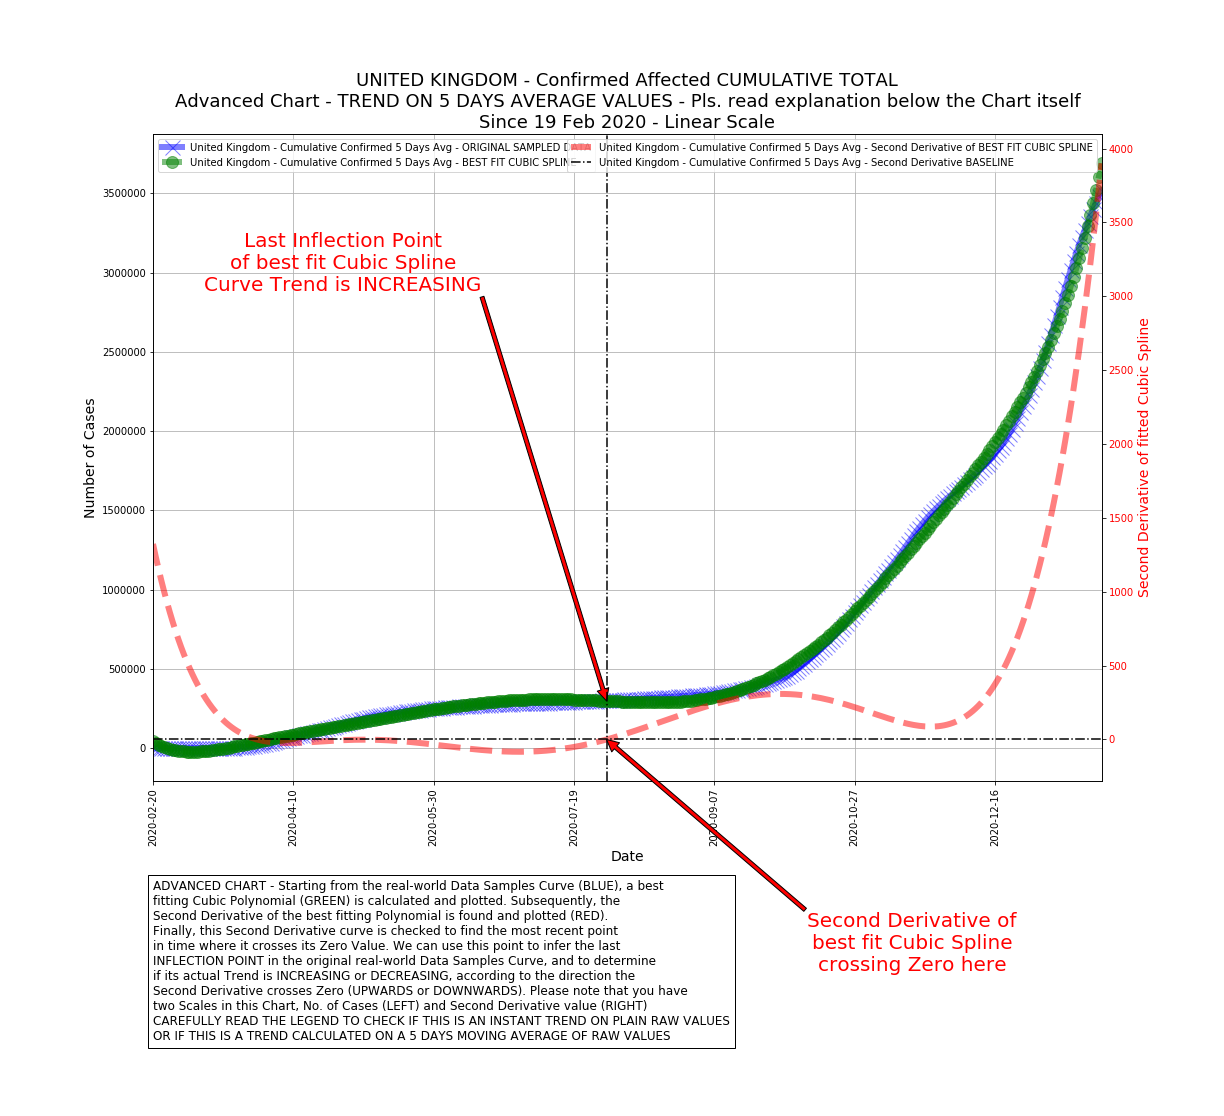 UNITED KINGDOM - Confirmed Affected CUMULATIVE TOTAL
Advanced Chart - TREND ON 5 DAYS AVERAGE VALUES - Pls. read explanation below the Chart itself
Since 19 Feb 2020 - Linear Scale
United Kingdom - Cumulative Confirmed 5 Days Avg - ORIGINAL SAMPLED
United Kingdom - Cumulative Confirmed 5 Days Avg - BEST FIT CUBIC SPLINE
United Kingdom - Cumulative Confirmed 5 Days Avg - Second Derivative of BEST FIT CUBIC SPLINE
United Kingdom - Cumulative Confirmed 5 Days Avg - Second Derivative BASELINE
Last Inflection Point
of best fit Cubic Spline
Curve Trend is INCREASING
Number of Cases
3500000
3000000
2500000
2000000
1500000
1000000
500000
0
4000
3500
3000
2500
2000
1500
1000
500
0
Second Derivative of fitted Cubic Spline
2020-02-20
2020-04-10
2020-05-30
2020-07-19
2020-09-07
2020-10-27
2020-12-16
Date
Second Derivative of
best fit Cubic Spline
crossing Zero here
ADVANCED CHART - Starting from the real-world Data Samples Curve (BLUE), a best
fitting Cubic Polynomial (GREEN) is calculated and plotted. Subsequently, the
Second Derivative of the best fitting Polynomial is found and plotted (RED).
Finally, this Second Derivative curve is checked to find the most recent point
in time where it crosses its Zero Value. We can use this point to infer the last
INFLECTION POINT in the original real-world Data Samples Curve, and to determine
if its actual Trend is INCREASING or DECREASING, according to the direction the
Second Derivative crosses Zero (UPWARDS or DOWNWARDS). Please note that you have
two Scales in this Chart, No. of Cases (LEFT) and Second Derivative value (RIGHT)
CAREFULLY READ THE LEGEND TO CHECK IF THIS IS AN INSTANT TREND ON PLAIN RAW VALUES
OR IF THIS IS A TREND CALCULATED ON A 5 DAYS MOVING AVERAGE OF RAW VALUES